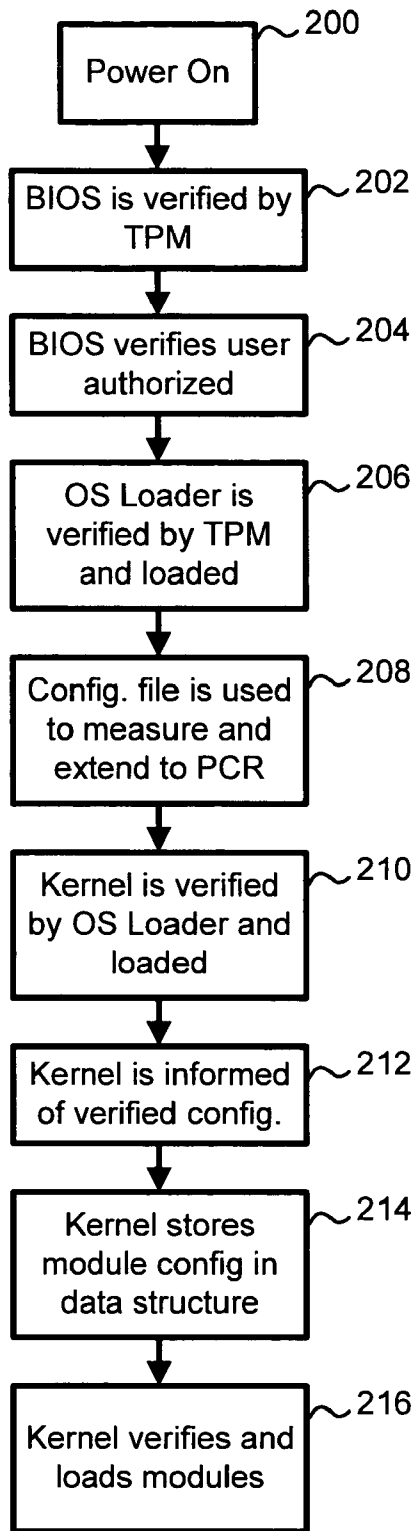 200
Power On
202
BIOS is verified by
TPM
204
BIOS verifies user
authorized
206
OS Loader is
verified by TPM
and loaded
208
Config. file is used
to measure and
extend to PCR
210
Kernel is verified
by OS Loader and
loaded
212
Kernel is informed
of verified config.
214
Kernel stores
module config in
data structure
216
Kernel verifies and
loads modules